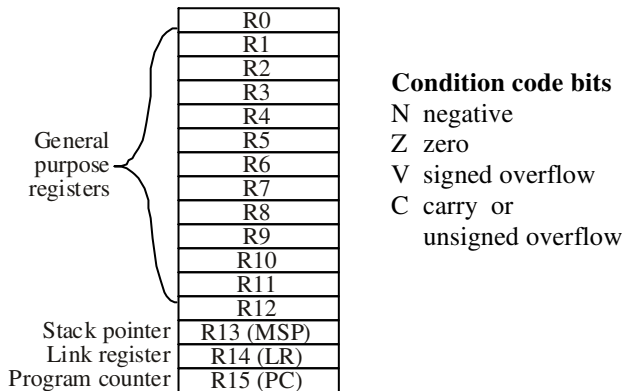 R0
R1
R2
R3
R4
R5
R6
R7
R8
R9
R10
R11
R12
R13 (MSP)
R14 (LR)
R15 (PC)
General
purpose
registers
Stack pointer
Link register
Program counter
Condition code bits
N negative
Z zero
V signed overflow
C carry or
unsigned overflow